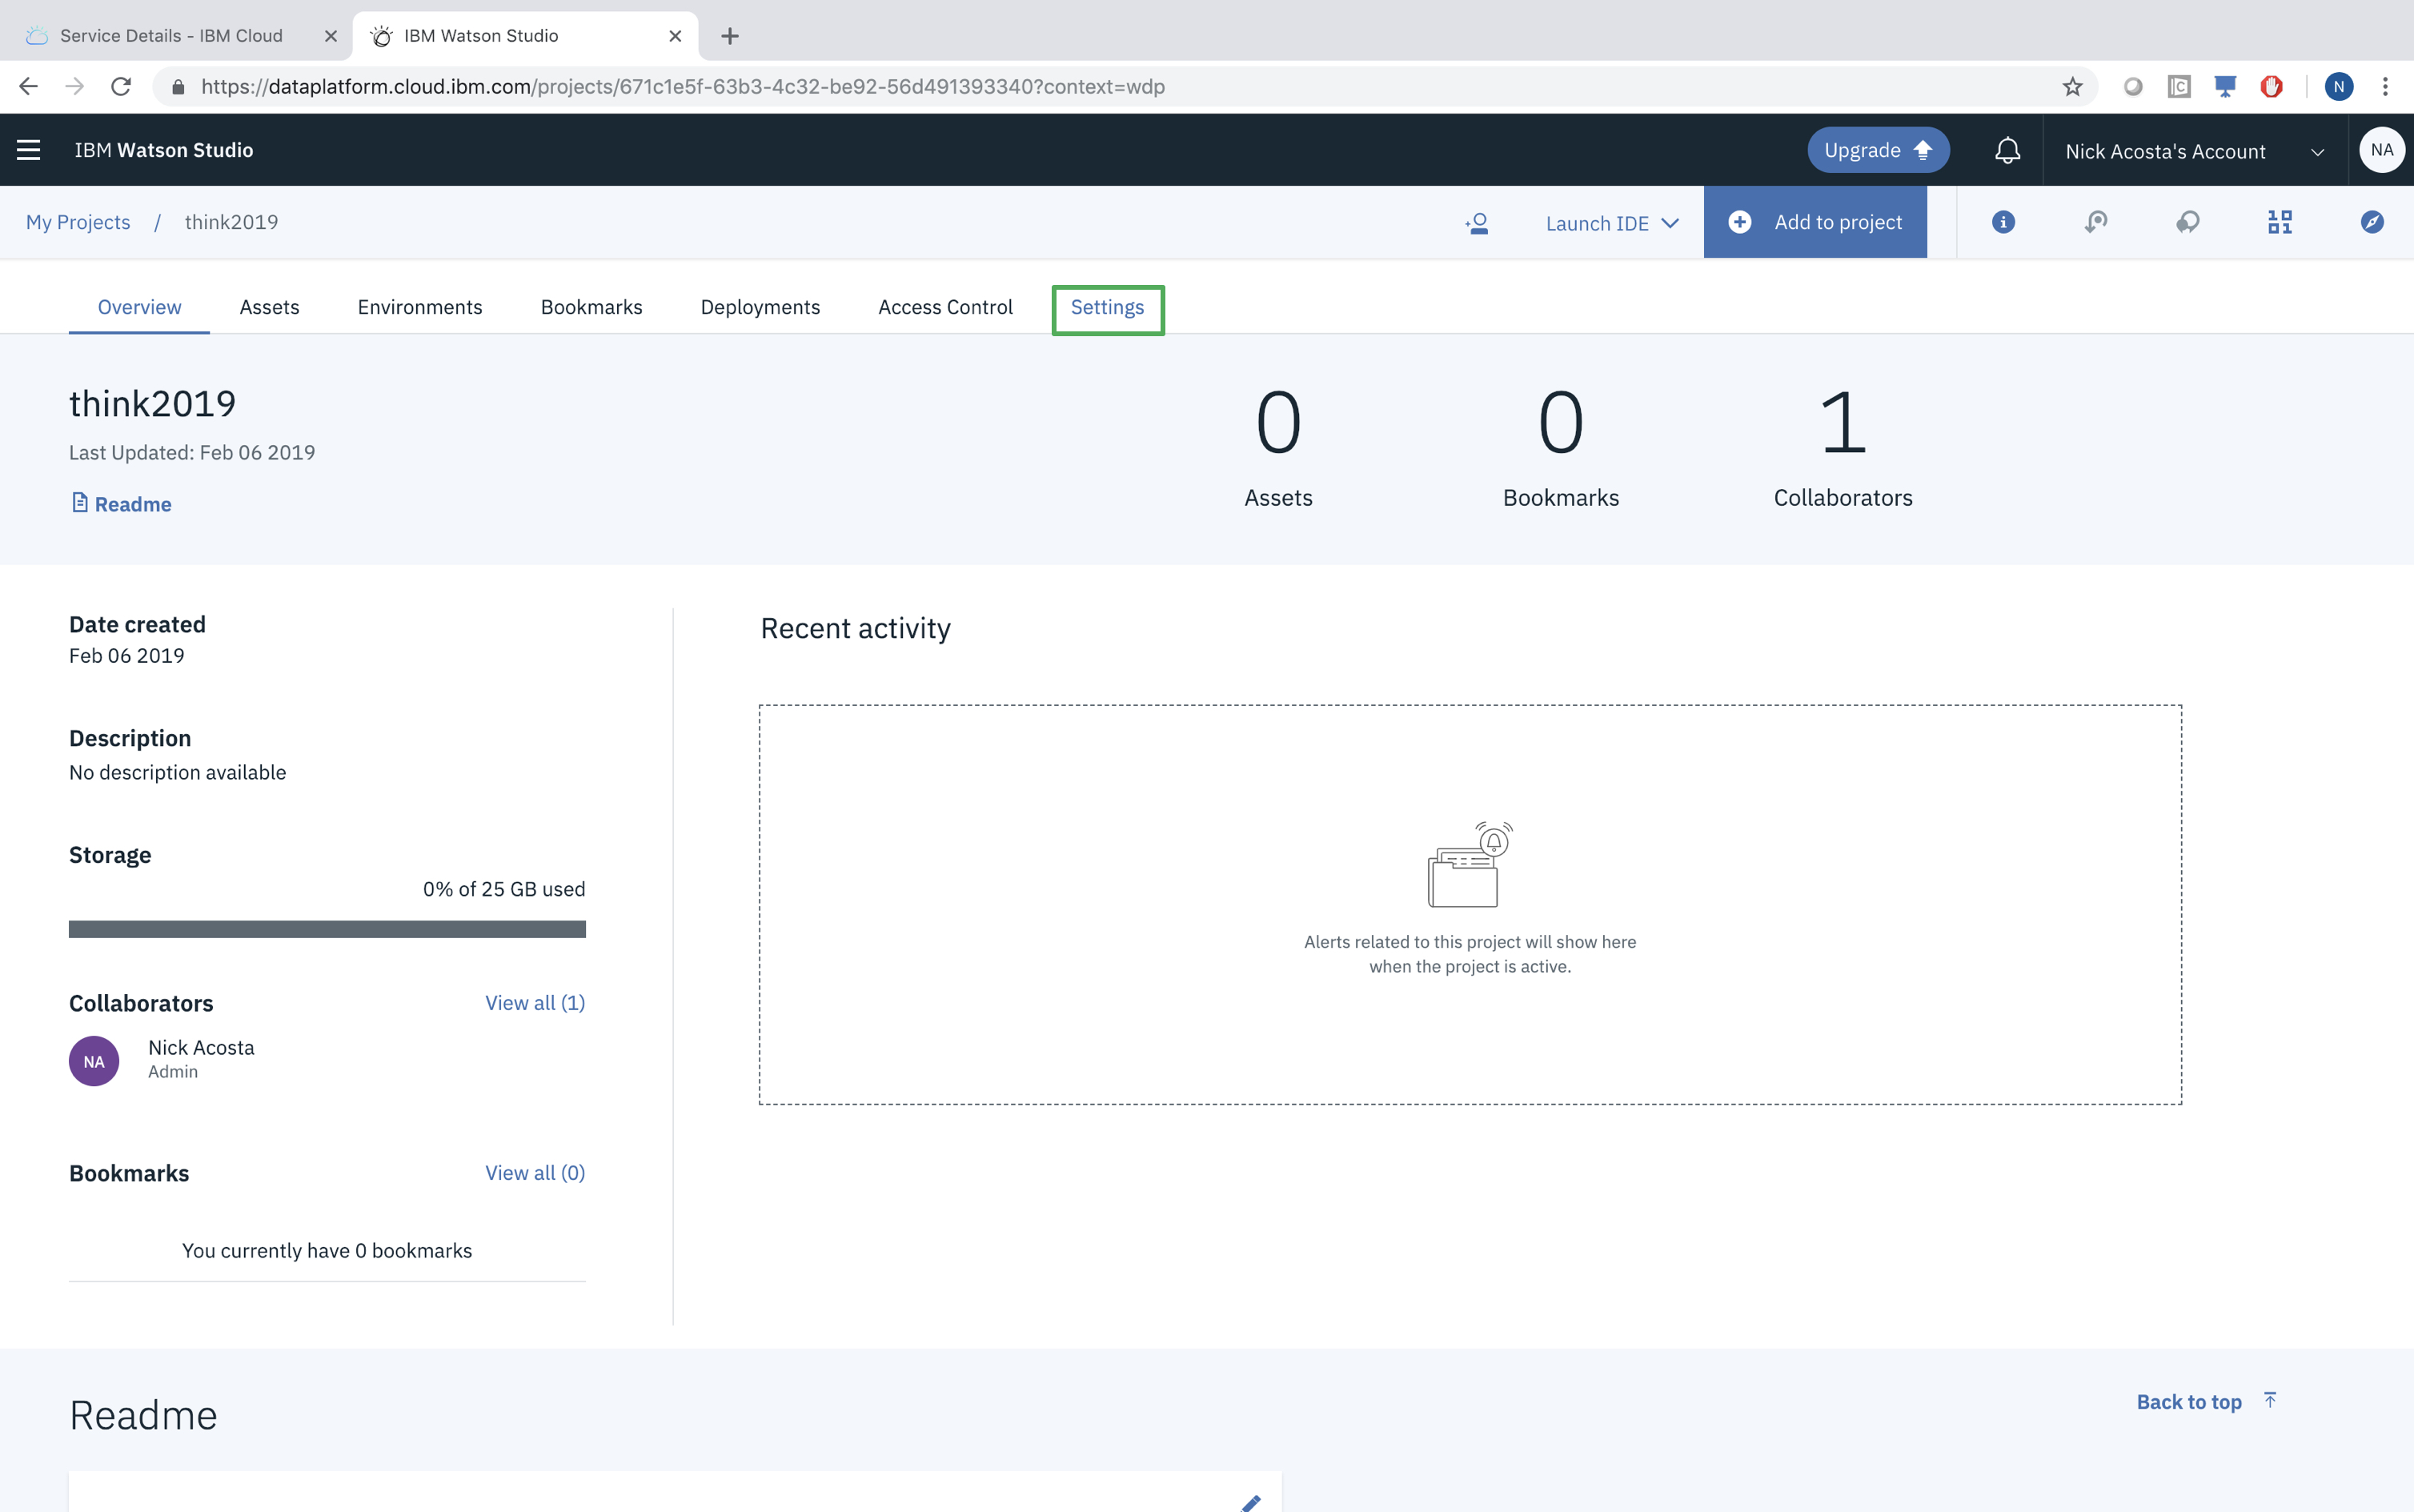 Service Details - IBM Cloud
IBM Watson Studio
https://dataplatform.cloud.ibm.com/projects/671c1e5f-63b3-4c32-be92-56d491393340?context=wdp
N
IBM Watson Studio
Upgrade
Nick Acosta's Account
NA
My Projects / think2019
Launch IDE
Add to project
Overview
Assets
Environments
Bookmarks
Deployments
Access Control
Settings
think2019
Last Updated: Feb 06 2019
Readme
0
Assets
0
Bookmarks
1
Collaborators
Date created
Feb 06 2019
Description
No description available
Storage
0% of 25 GB used
Collaborators
View all (1)
NA
Nick Acosta
Admin
Bookmarks
View all (0)
You currently have 0 bookmarks
Recent activity
Alerts related to this project will show here
when the project is active.
Readme
Back to top